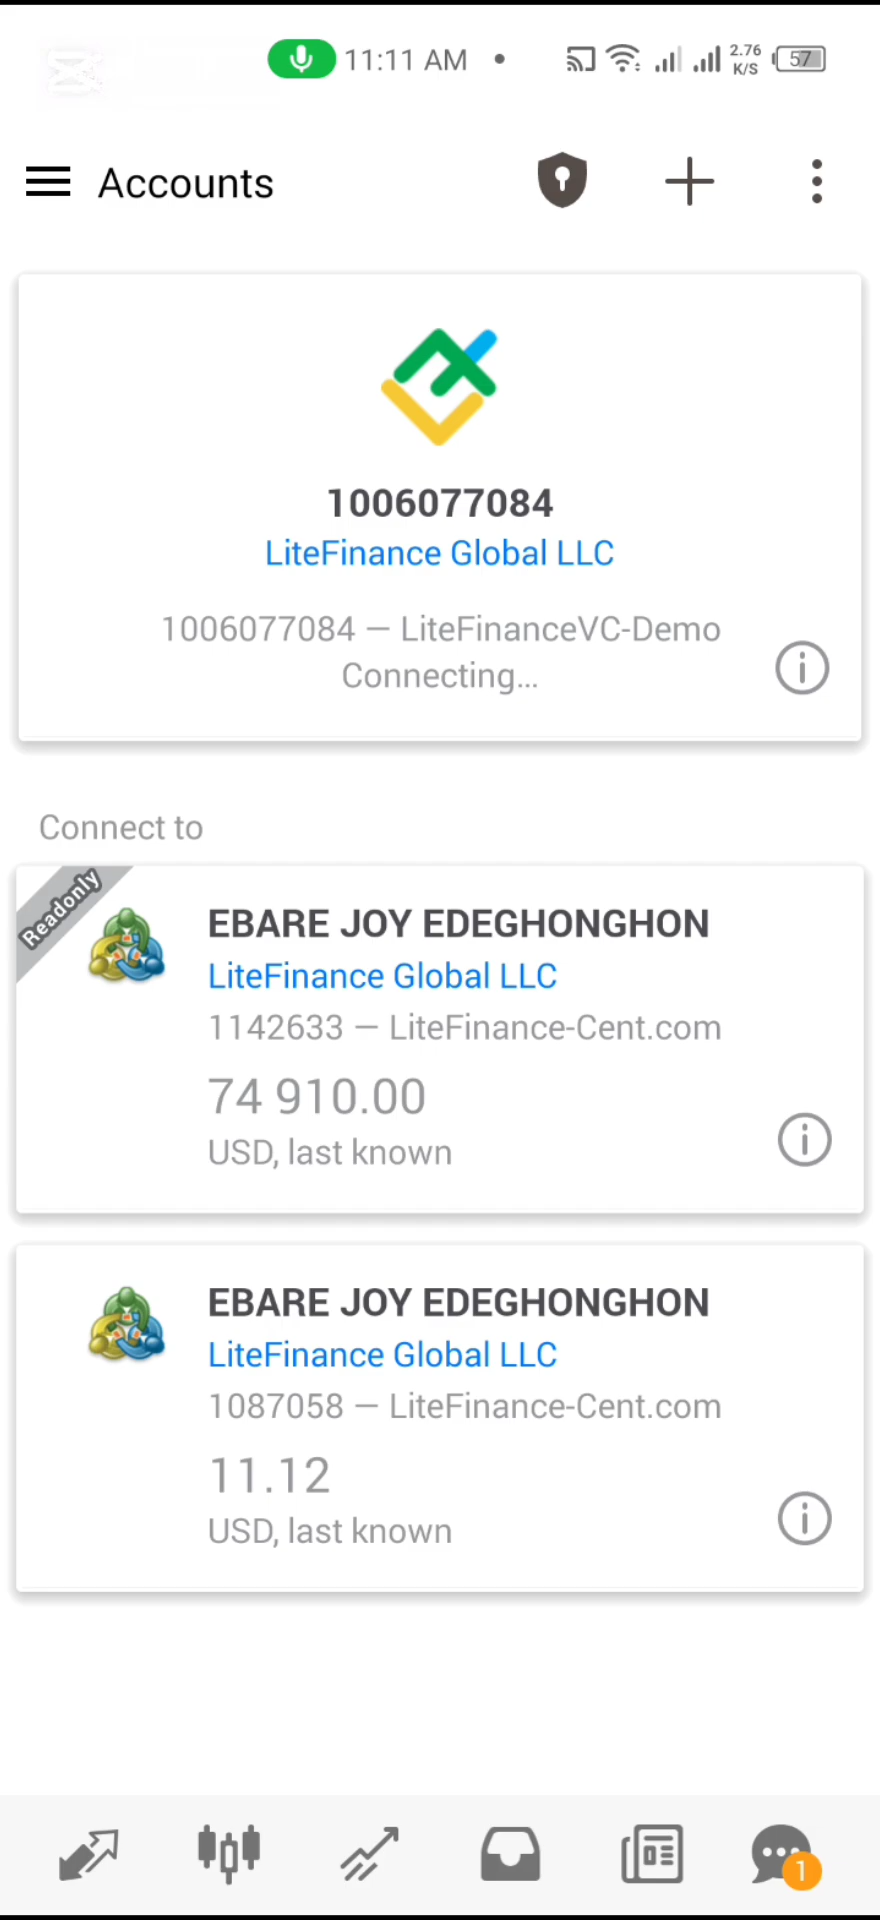 11:11 AM
2.76
K/S
57
Accounts
1006077084
LiteFinance Global LLC
1006077084 — LiteFinanceVC-Demo
Connecting...
Connect to
Readonly
EBARE JOY EDEGHONGHON
LiteFinance Global LLC
1142633 — LiteFinance-Cent.com
74 910.00
USD, last known
EBARE JOY EDEGHONGHON
LiteFinance Global LLC
1087058 — LiteFinance-Cent.com
11.12
USD, last known
1